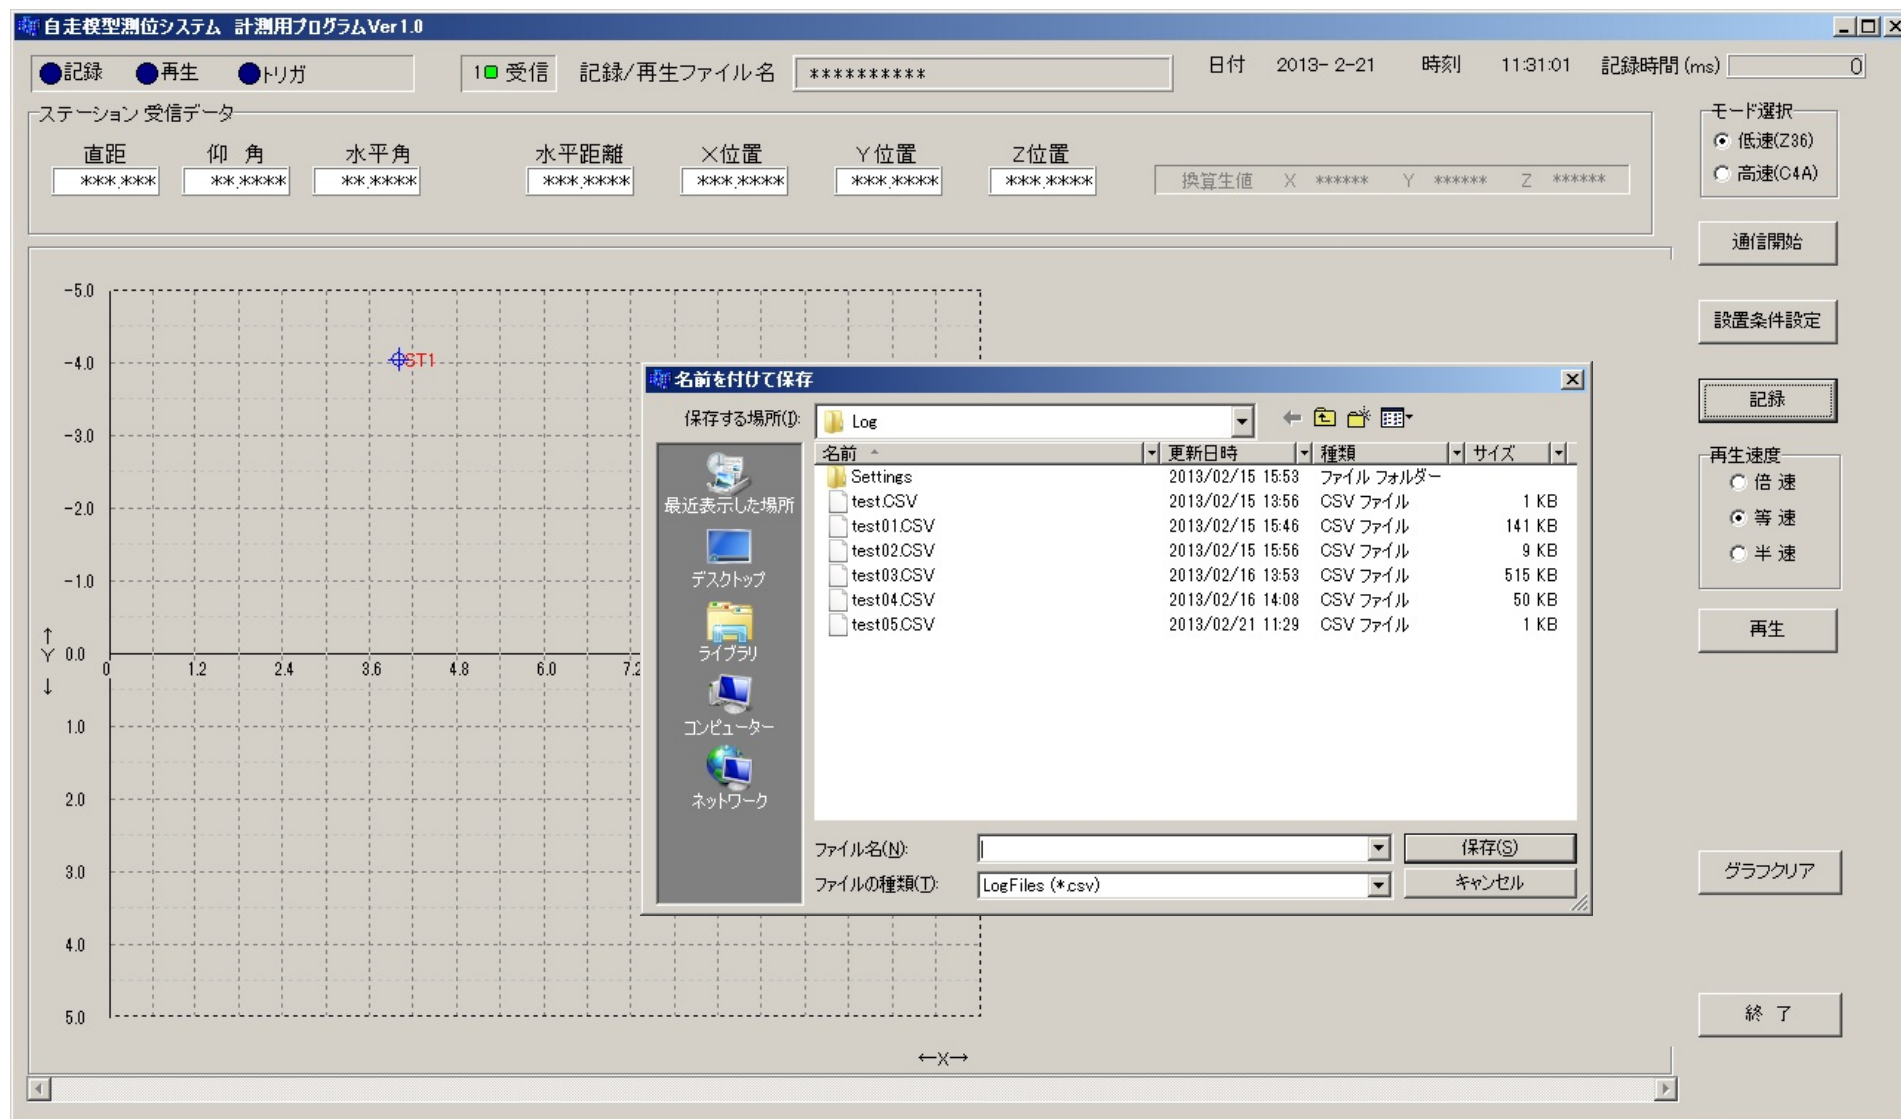 自走模型測位システム 計測用プログラムVer1.0
記録 再生 トリガ 1 受信 記録/再生ファイル名 ********** 日付 2013- 2-21 時刻 11:31:01 記録時間(ms) 0
ステーション 受信データ
直距 仰 角 水平角 水平距離 X位置 Y位置 Z位置
***.*** **.**** **.**** ***.**** ***.**** ***.**** ***.**** 換算生値 X ****** Y ****** Z ******
モード選択
低速(Z36)
高速(C4A)
通信開始
設置条件設定
記録
再生速度
倍 速
等 速
半 速
再生
グラフクリア
終 了
-5.0
-4.0
ST1
-3.0
-2.0
-1.0
↑
Y 0.0
↓
0 1.2 2.4 3.6 4.8 6.0 7.2
1.0
2.0
3.0
4.0
5.0
←X→
名前を付けて保存
保存する場所(I): Log
最近表示した場所
デスクトップ
ライブラリ
コンピューター
ネットワーク
名前 更新日時 種類 サイズ
Settings 2013/02/15 15:53 ファイル フォルダー
test.CSV 2013/02/15 13:56 CSV ファイル 1 KB
test01.CSV 2013/02/15 15:46 CSV ファイル 141 KB
test02.CSV 2013/02/15 15:56 CSV ファイル 9 KB
test03.CSV 2013/02/16 13:53 CSV ファイル 515 KB
test04.CSV 2013/02/16 14:08 CSV ファイル 50 KB
test05.CSV 2013/02/21 11:29 CSV ファイル 1 KB
ファイル名(N): 保存(S)
ファイルの種類(T): LogFiles (*.csv) キャンセル